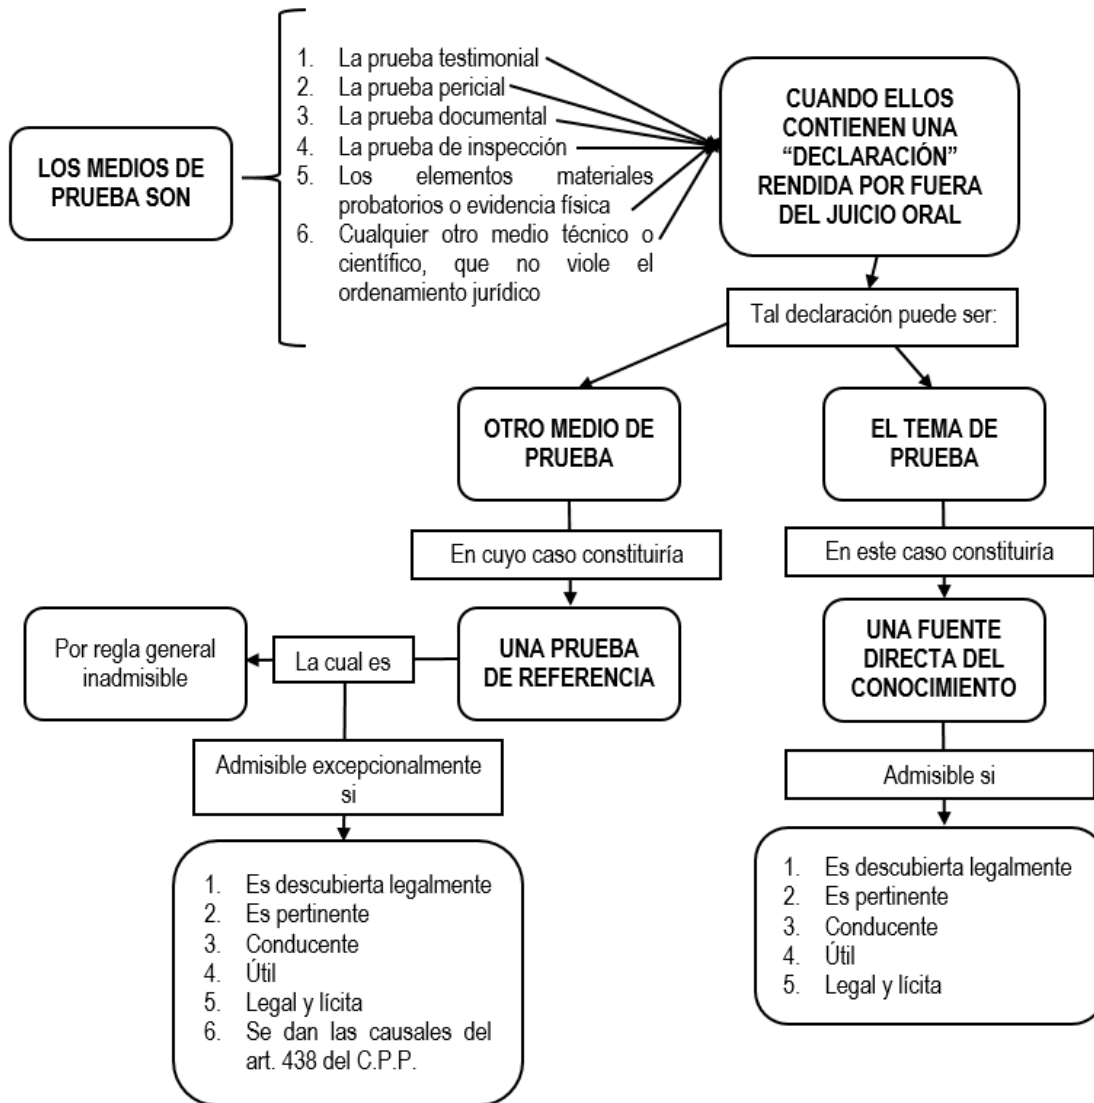 LOS MEDIOS DE
PRUEBA SON
1. La prueba testimonial
2. La prueba pericial
3. La prueba documental
4. La prueba de inspección
5. Los elementos materiales
probatorios o evidencia física
6. Cualquier otro medio técnico o
científico, que no viole el
ordenamiento jurídico
CUANDO ELLOS
CONTIENEN UNA
“DECLARACIÓN”
RENDIDA POR FUERA
DEL JUICIO ORAL
Tal declaración puede ser:
OTRO MEDIO DE
PRUEBA
EL TEMA DE
PRUEBA
En cuyo caso constituiría
En este caso constituiría
Por regla general
inadmisible
La cual es
UNA PRUEBA
DE REFERENCIA
UNA FUENTE
DIRECTA DEL
CONOCIMIENTO
Admisible excepcionalmente
si
Admisible si
1. Es descubierta legalmente
2. Es pertinente
3. Conducente
4. Útil
5. Legal y lícita
6. Se dan las causales del
art. 438 del C.P.P.
1. Es descubierta legalmente
2. Es pertinente
3. Conducente
4. Útil
5. Legal y lícita